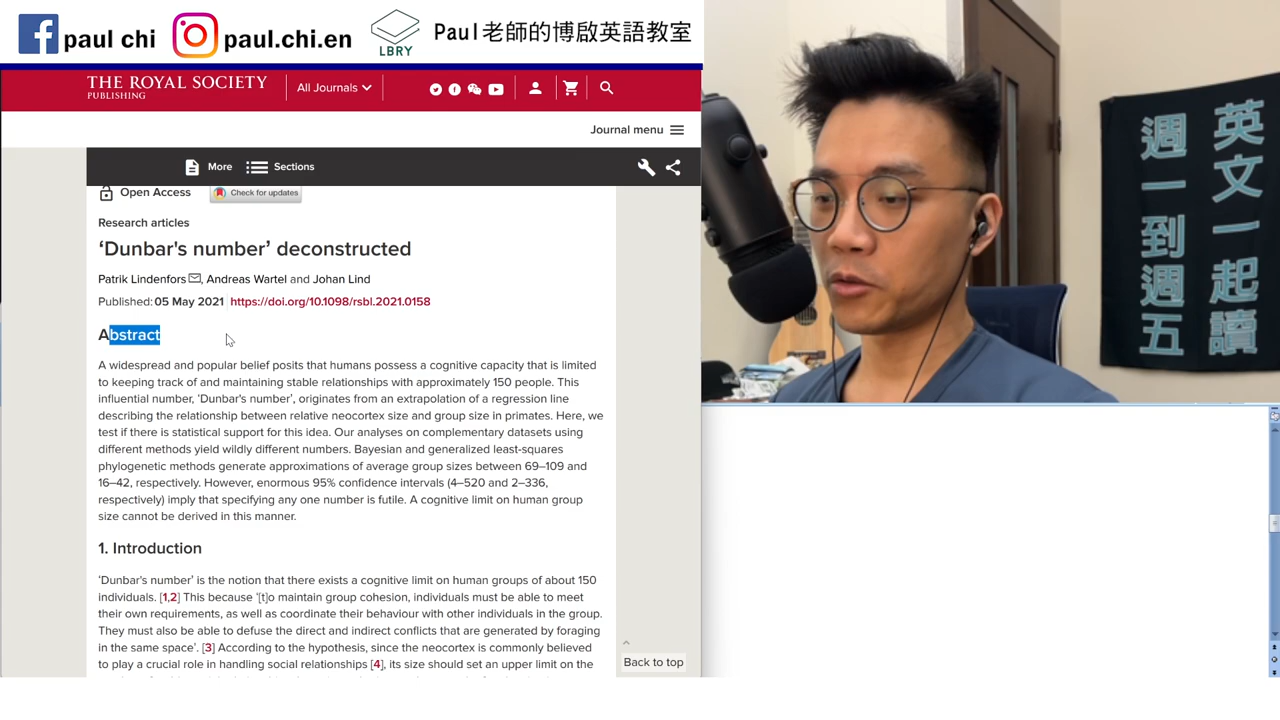 paul chi
paul.chi.en
LBRY
Paul老師的博啟英語教室
THE ROYAL SOCIETY
PUBLISHING
All Journals
Journal menu
More
Sections
Open Access
Check for updates
Research articles
‘Dunbar's number’ deconstructed
Patrik Lindenfors, Andreas Wartel and Johan Lind
Published: 05 May 2021 https://doi.org/10.1098/rsbl.2021.0158
Abstract
A widespread and popular belief posits that humans possess a cognitive capacity that is limited
to keeping track of and maintaining stable relationships with approximately 150 people. This
influential number, ‘Dunbar's number’, originates from an extrapolation of a regression line
describing the relationship between relative neocortex size and group size in primates. Here, we
test if there is statistical support for this idea. Our analyses on complementary datasets using
different methods yield wildly different numbers. Bayesian and generalized least-squares
phylogenetic methods generate approximations of average group sizes between 69–109 and
16–42, respectively. However, enormous 95% confidence intervals (4–520 and 2–336,
respectively) imply that specifying any one number is futile. A cognitive limit on human group
size cannot be derived in this manner.
1. Introduction
‘Dunbar's number’ is the notion that there exists a cognitive limit on human groups of about 150
individuals. [1,2] This because ‘[t]o maintain group cohesion, individuals must be able to meet
their own requirements, as well as coordinate their behaviour with other individuals in the group.
They must also be able to defuse the direct and indirect conflicts that are generated by foraging
in the same space’. [3] According to the hypothesis, since the neocortex is commonly believed
to play a crucial role in handling social relationships [4], its size should set an upper limit on the
Back to top
英文一起讀
週一到週五